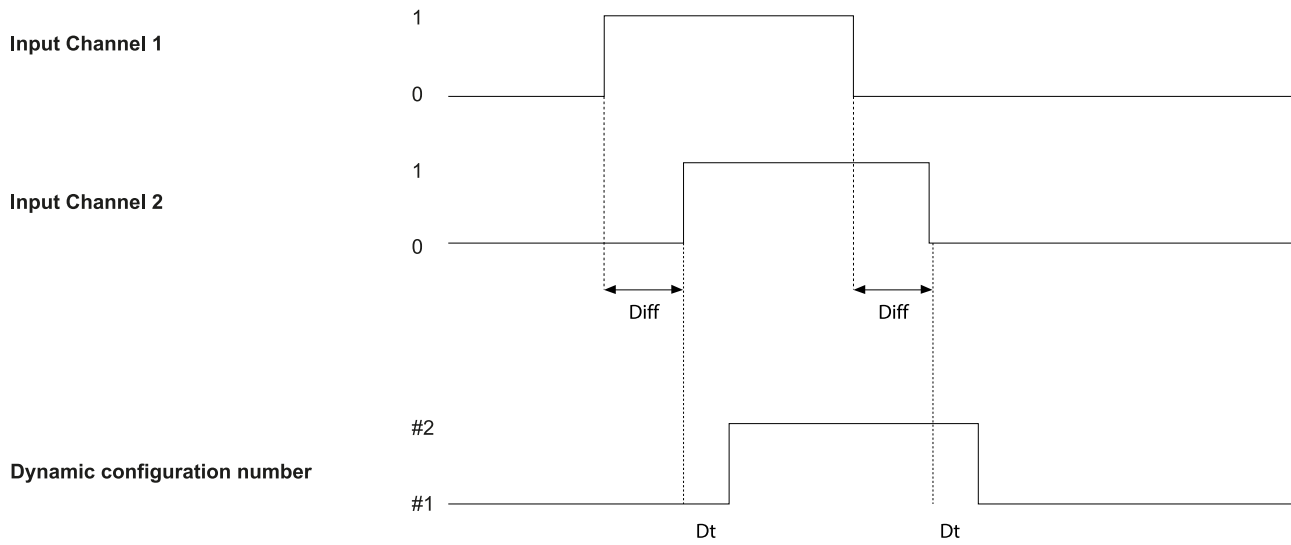 1
Input Channel 1
0
1
Input Channel 2
0
Diff Diff
#2
Dynamic configuration number
#1
Dt Dt